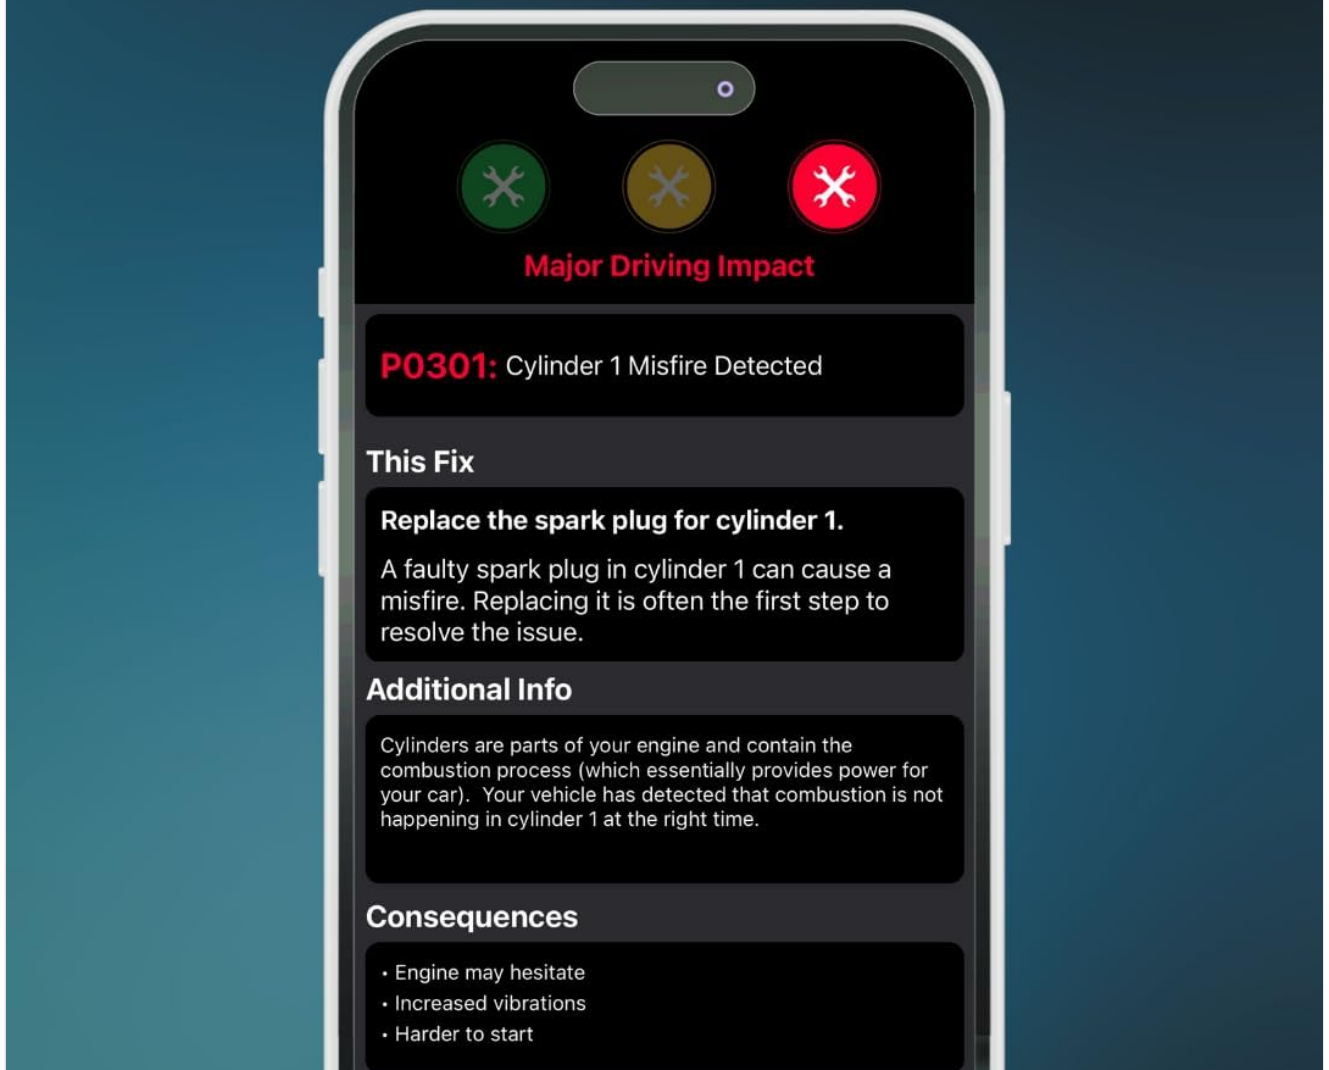 Major Driving Impact
P0301: Cylinder 1 Misfire Detected
This Fix
Replace the spark plug for cylinder 1.
A faulty spark plug in cylinder 1 can cause a
misfire. Replacing it is often the first step to
resolve the issue.
Additional Info
Cylinders are parts of your engine and contain the
combustion process (which essentially provides power for
your car).  Your vehicle has detected that combustion is not
happening in cylinder 1 at the right time.
Consequences
• Engine may hesitate
• Increased vibrations
• Harder to start